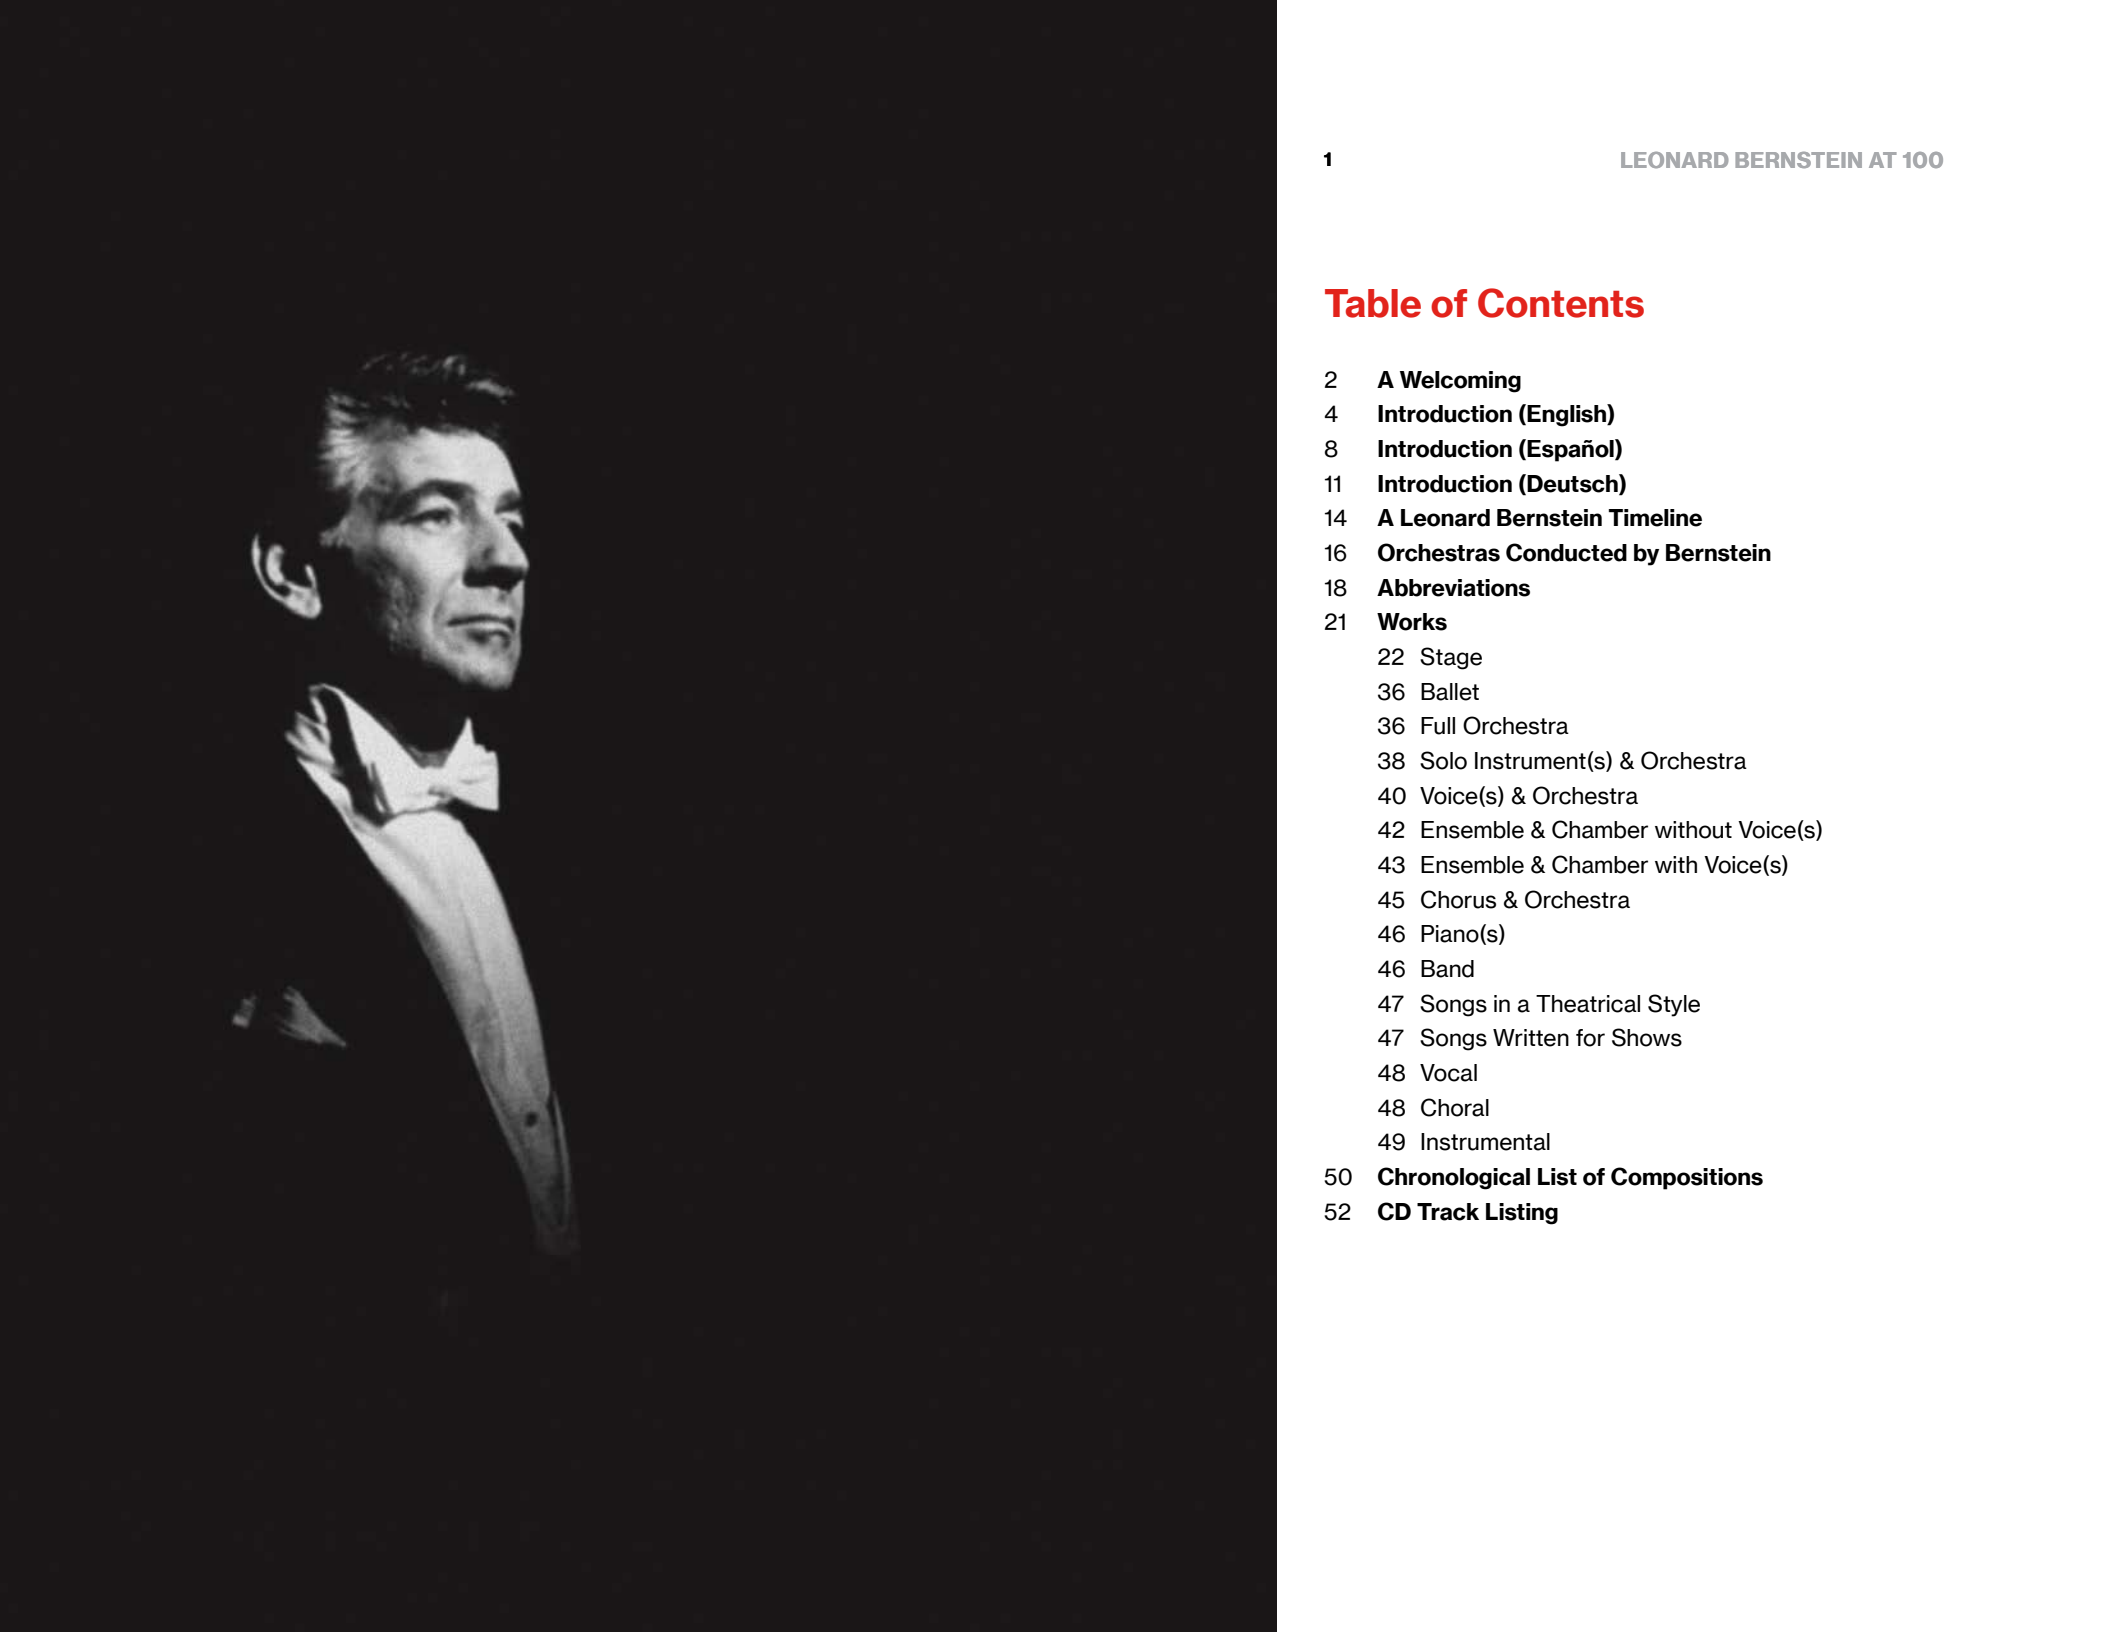 1 LEONARD BERNSTEIN AT 100
Table of Contents
2 A Welcoming
4 Introduction (English)
8 Introduction (Español)
11 Introduction (Deutsch)
14 A Leonard Bernstein Timeline
16 Orchestras Conducted by Bernstein
18 Abbreviations
21 Works
22 Stage
36 Ballet
36 Full Orchestra
38 Solo Instrument(s) & Orchestra
40 Voice(s) & Orchestra
42 Ensemble & Chamber without Voice(s)
43 Ensemble & Chamber with Voice(s)
45 Chorus & Orchestra
46 Piano(s)
46 Band
47 Songs in a Theatrical Style
47 Songs Written for Shows
48 Vocal
48 Choral
49 Instrumental
50 Chronological List of Compositions
52 CD Track Listing